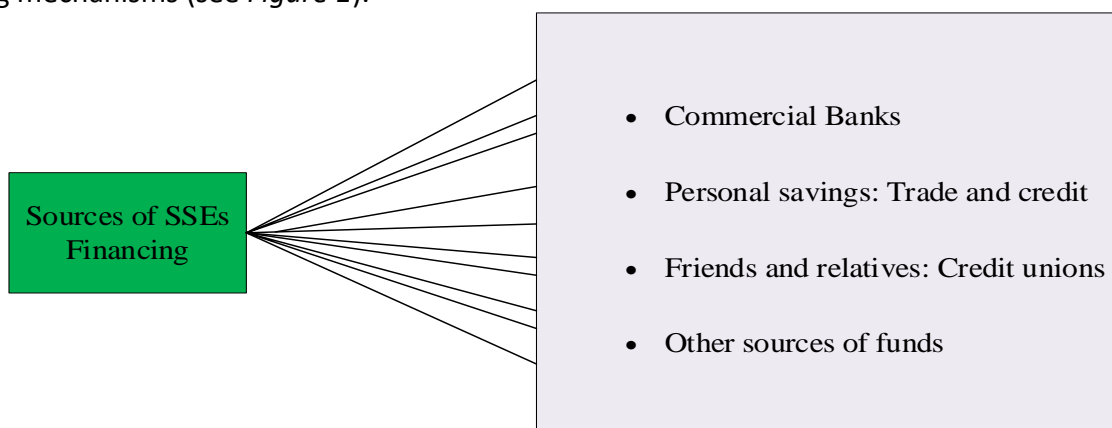 g mechanisms (see Figure 1).
Sources of SSEs
Financing
• Commercial Banks
• Personal savings: Trade and credit
• Friends and relatives: Credit unions
• Other sources of funds